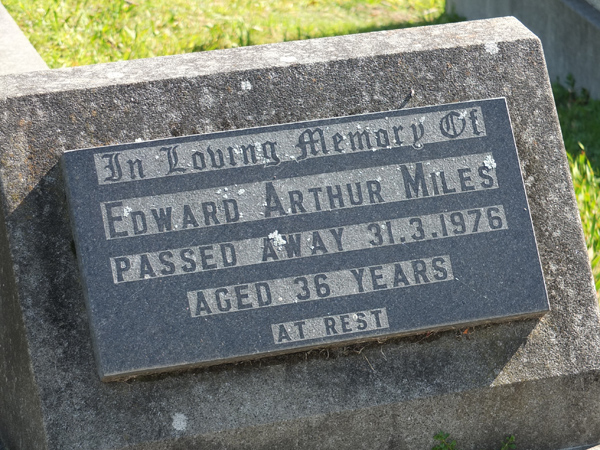 In Loving Memory Of
EDWARD ARTHUR MILES
PASSED AWAY 31.3.1976
AGED 36 YEARS
AT REST